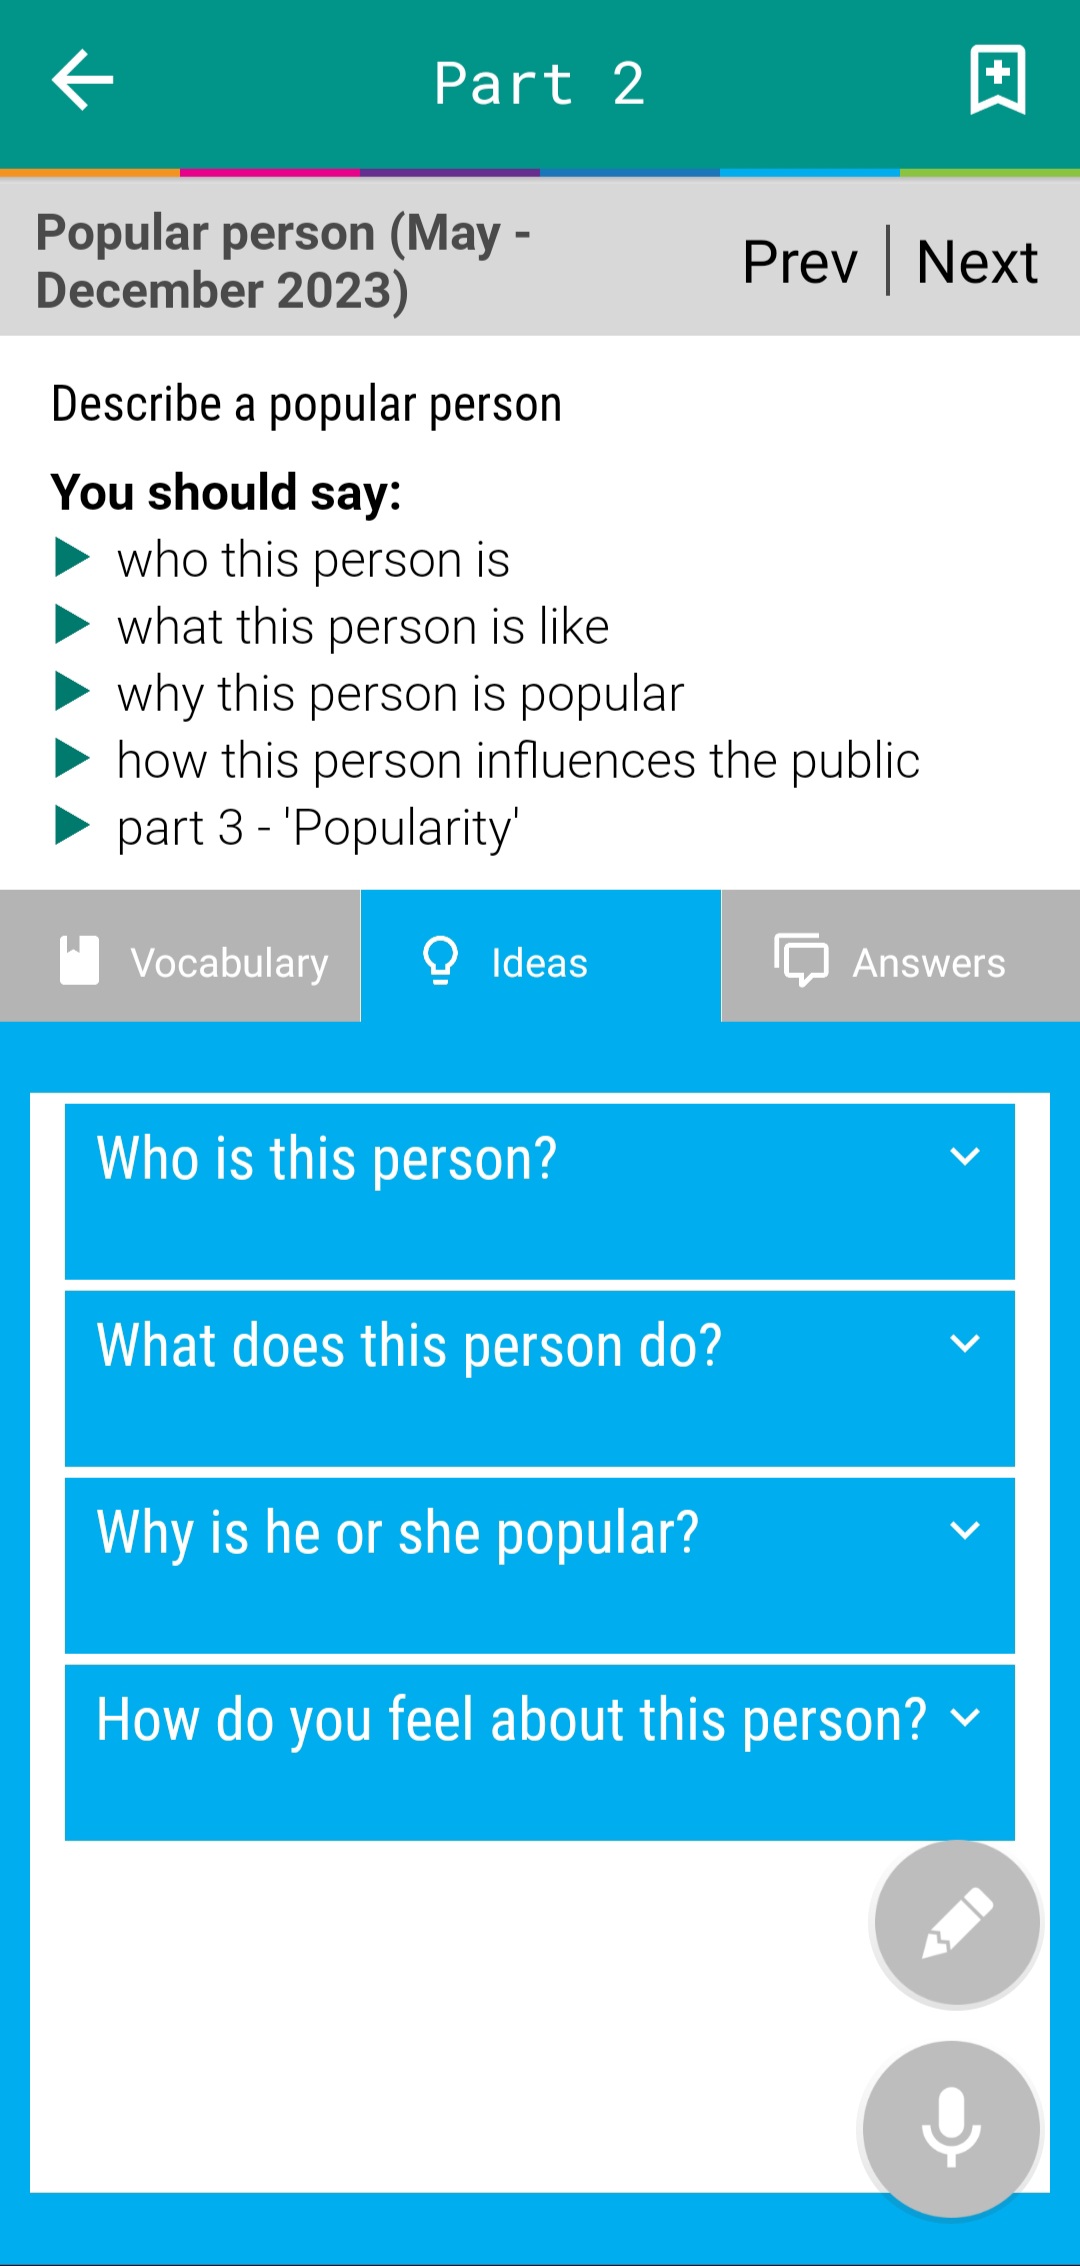 Part 2
Popular person (May -
December 2023)
Prev | Next
Describe a popular person
You should say:
who this person is
what this person is like
why this person is popular
how this person influences the public
part 3 - 'Popularity'
Vocabulary
Ideas
Answers
Who is this person?
What does this person do?
Why is he or she popular?
How do you feel about this person?